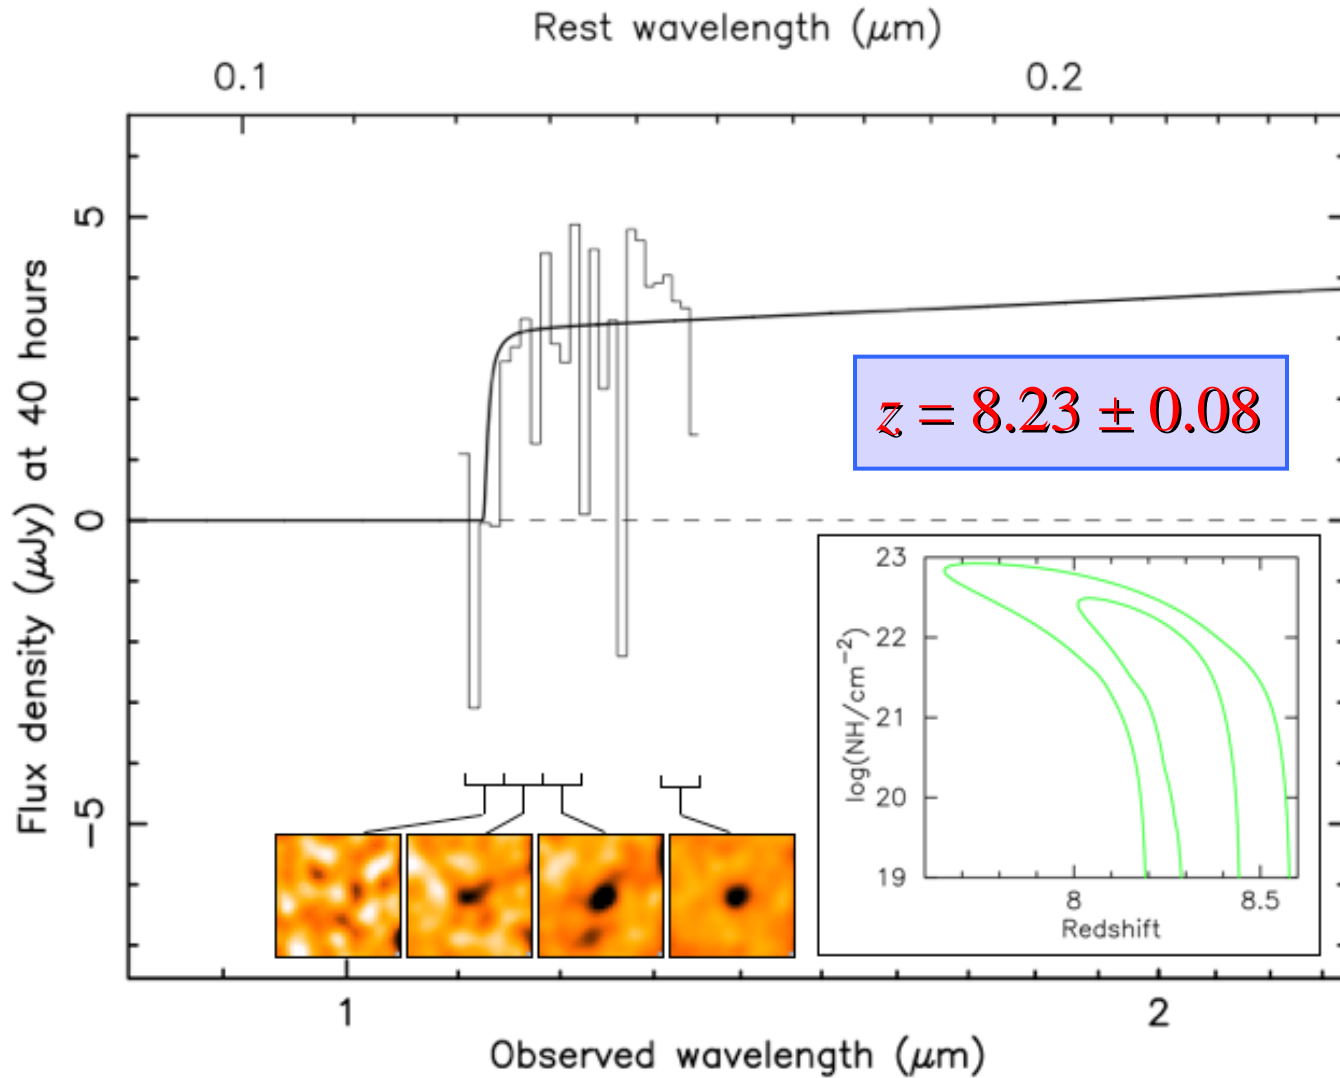 Rest wavelength (μm)
0.1 0.2
Flux density (μJy) at 40 hours
5
0
−5
z = 8.23 ± 0.08
log(NH/cm⁻²)
23
22
21
20
19
8 8.5
Redshift
1 2
Observed wavelength (μm)